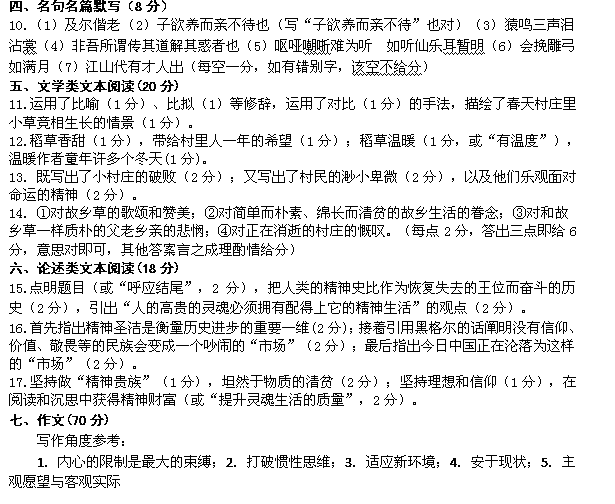 四、名句名篇默写（8 分）
10.（1）及尔偕老（2）子欲养而亲不待也（写“子欲养而亲不待”也对）（3）猿鸣三声泪
沾裳（4）非吾所谓传其道解其惑者也（5）呕哑嘲哳难为听　如听仙乐耳暂明（6）会挽雕弓
如满月（7）江山代有才人出（每空一分，如有错别字，该空不给分）
五、文学类文本阅读(20 分)
11.运用了比喻（1 分）、比拟（1）等修辞，运用了对比（1 分）的手法，描绘了春天村庄里
小草竞相生长的情景（1 分）。
12.稻草香甜（1 分），带给村里人一年的希望（1 分）；稻草温暖（1 分，或“有温度”），
温暖作者童年许多个冬天(1 分)。
13. 既写出了小村庄的破败（2 分）；又写出了村民的渺小卑微（2 分），以及他们乐观面对
命运的精神（2 分）。
14. ①对故乡草的歌颂和赞美；②对简单而朴素、绵长而清贫的故乡生活的眷念；③对和故
乡草一样质朴的父老乡亲的悲悯；④对正在消逝的村庄的慨叹。（每点 2 分，答出三点即给 6
分，意思对即可，其他答案言之成理酌情给分）
六、论述类文本阅读(18 分)
15.点明题目（或“呼应结尾”，2 分），把人类的精神史比作为恢复失去的王位而奋斗的历
史（2 分），引出“人的高贵的灵魂必须拥有配得上它的精神生活”的观点（2 分）。
16.首先指出精神圣洁是衡量历史进步的重要一维(2 分)；接着引用黑格尔的话阐明没有信仰、
价值、敬畏等的民族会变成一个吵闹的“市场”（2 分）；最后指出今日中国正在沦落为这样
的“市场”（2 分）。
17.坚持做“精神贵族”（1 分），坦然于物质的清贫（2 分）；坚持理想和信仰（1 分），在
阅读和沉思中获得精神财富（或“提升灵魂生活的质量”，2 分）。
七、作文(70 分)
写作角度参考：
1. 内心的限制是最大的束缚；2. 打破惯性思维；3. 适应新环境；4. 安于现状；5. 主
观愿望与客观实际